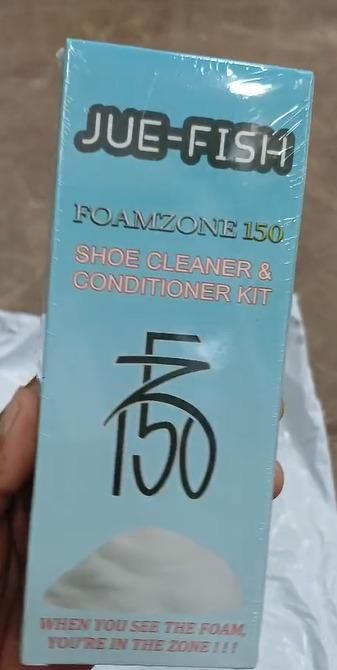 JUE-FISH
FOAMZONE 150
SHOE CLEANER &
CONDITIONER KIT
FZ
150
WHEN YOU SEE THE FOAM,
YOU'RE IN THE ZONE!!!